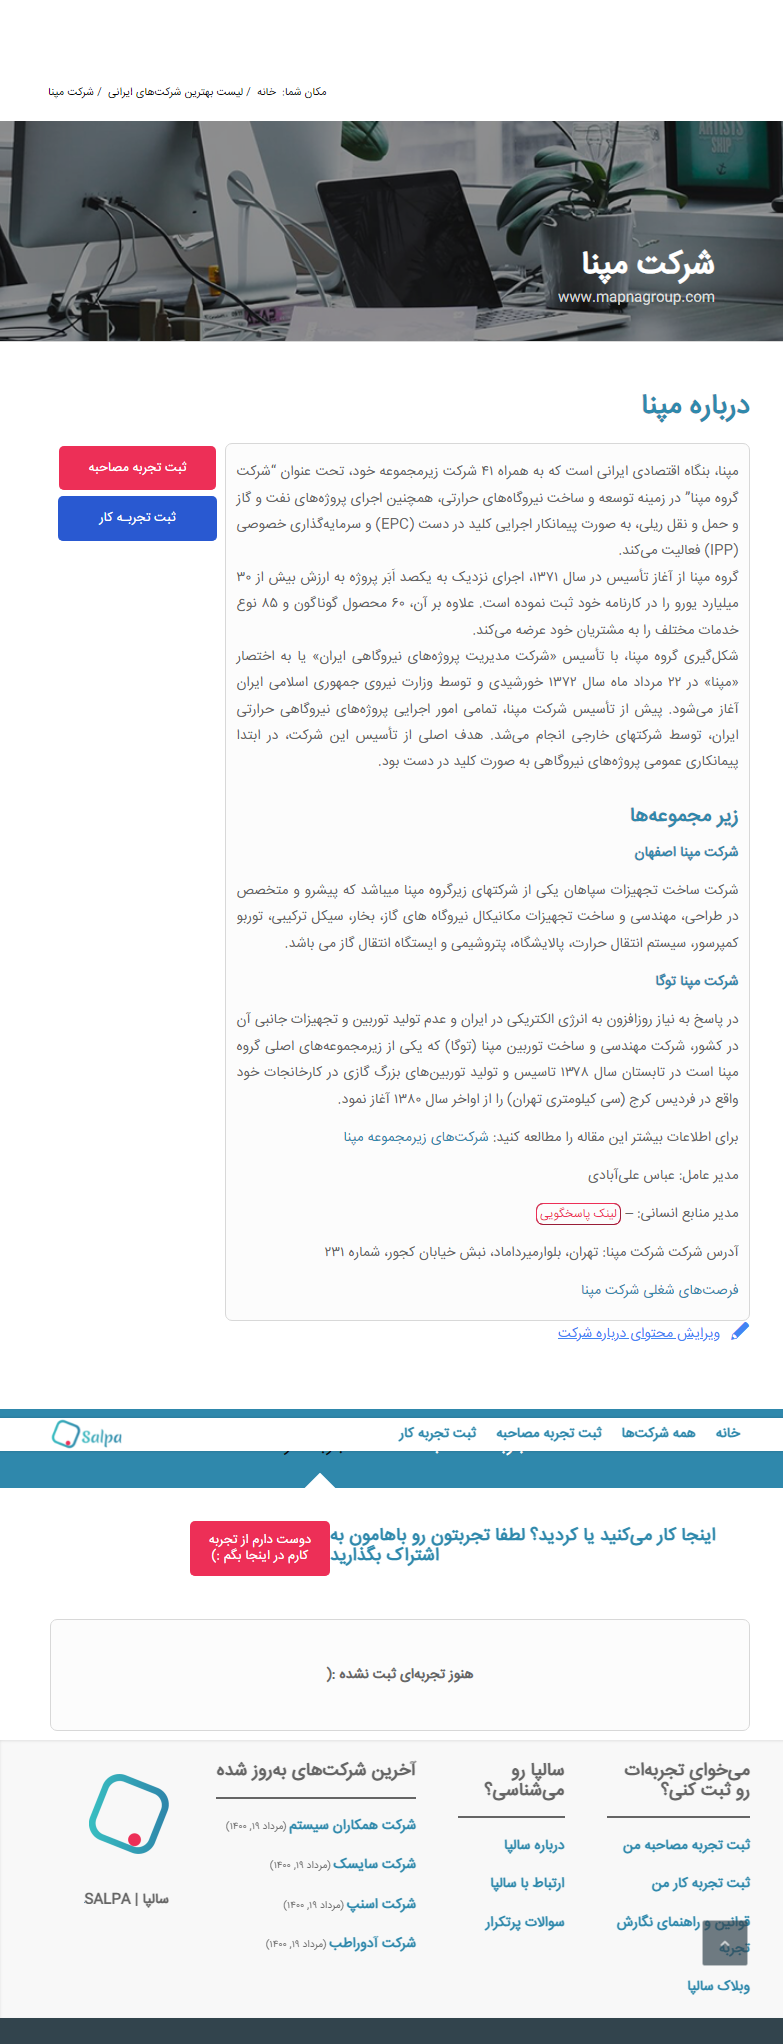 مکان شما: خانه / لیست بهترین شرکت‌های ایرانی / شرکت مپنا
ARTISTS
SHIP
شرکت مپنا
www.mapnagroup.com
درباره مپنا
ثبت تجربه مصاحبه
ثبت تجربـه کار
مپنا، بنگاه اقتصادی ایرانی است که به همراه ۴۱ شرکت زیرمجموعه خود، تحت عنوان “شرکت
گروه مپنا” در زمینه توسعه و ساخت نیروگاه‌های حرارتی، همچنین اجرای پروژه‌های نفت و گاز
و حمل و نقل ریلی، به صورت پیمانکار اجرایی کلید در دست (EPC) و سرمایه‌گذاری خصوصی
(IPP) فعالیت می‌کند.
گروه مپنا از آغاز تأسیس در سال ۱۳۷۱، اجرای نزدیک به یکصد اَبَر پروژه به ارزش بیش از ۳۰
میلیارد یورو را در کارنامه خود ثبت نموده است. علاوه بر آن، ۶۰ محصول گوناگون و ۸۵ نوع
خدمات مختلف را به مشتریان خود عرضه می‌کند.
شکل‌گیری گروه مپنا، با تأسیس «شرکت مدیریت پروژه‌های نیروگاهی ایران» یا به اختصار
«مپنا» در ۲۲ مرداد ماه سال ۱۳۷۲ خورشیدی و توسط وزارت نیروی جمهوری اسلامی ایران
آغاز می‌شود. پیش از تأسیس شرکت مپنا، تمامی امور اجرایی پروژه‌های نیروگاهی حرارتی
ایران، توسط شرکتهای خارجی انجام می‌شد. هدف اصلی از تأسیس این شرکت، در ابتدا
پیمانکاری عمومی پروژه‌های نیروگاهی به صورت کلید در دست بود.
زیر مجموعه‌ها
شرکت مپنا اصفهان
شرکت ساخت تجهیزات سپاهان یکی از شرکتهای زیرگروه مپنا میباشد که پیشرو و متخصص
در طراحی، مهندسی و ساخت تجهیزات مکانیکال نیروگاه های گاز، بخار، سیکل ترکیبی، توربو
کمپرسور، سیستم انتقال حرارت، پالایشگاه، پتروشیمی و ایستگاه انتقال گاز می باشد.
شرکت مپنا توگا
در پاسخ به نیاز روزافزون به انرژی الکتریکی در ایران و عدم تولید توربین و تجهیزات جانبی آن
در کشور، شرکت مهندسی و ساخت توربین مپنا (توگا) که یکی از زیرمجموعه‌های اصلی گروه
مپنا است در تابستان سال ۱۳۷۸ تاسیس و تولید توربین‌های بزرگ گازی در کارخانجات خود
واقع در فردیس کرج (سی کیلومتری تهران) را از اواخر سال ۱۳۸۰ آغاز نمود.
برای اطلاعات بیشتر این مقاله را مطالعه کنید: شرکت‌های زیرمجموعه مپنا
مدیر عامل: عباس علی‌آبادی
مدیر منابع انسانی: – لینک پاسخگویی
آدرس شرکت شرکت مپنا: تهران، بلوارمیرداماد، نبش خیابان کجور، شماره ۲۳۱
فرصت‌های شغلی شرکت مپنا
ویرایش محتوای درباره شرکت
خانه همه شرکت‌ها ثبت تجربه مصاحبه ثبت تجربه کار
Salpa
اینجا کار می‌کنید یا کردید؟ لطفا تجربتون رو باهامون به
اشتراک بگذارید
دوست دارم از تجربه
کارم در اینجا بگم :)
هنوز تجربه‌ای ثبت نشده :(
می‌خوای تجربه‌ات
رو ثبت کنی؟
ثبت تجربه مصاحبه من
ثبت تجربه کار من
قوانین و راهنمای نگارش
تجربه
وبلاک سالپا
سالپا رو
می‌شناسی؟
درباره سالپا
ارتباط با سالپا
سوالات پرتکرار
آخرین شرکت‌های به‌روز شده
شرکت همکاران سیستم (مرداد ۱۹, ۱۴۰۰)
شرکت سایسک (مرداد ۱۹, ۱۴۰۰)
شرکت اسنپ (مرداد ۱۹, ۱۴۰۰)
شرکت آدوراطب (مرداد ۱۹, ۱۴۰۰)
سالپا | SALPA